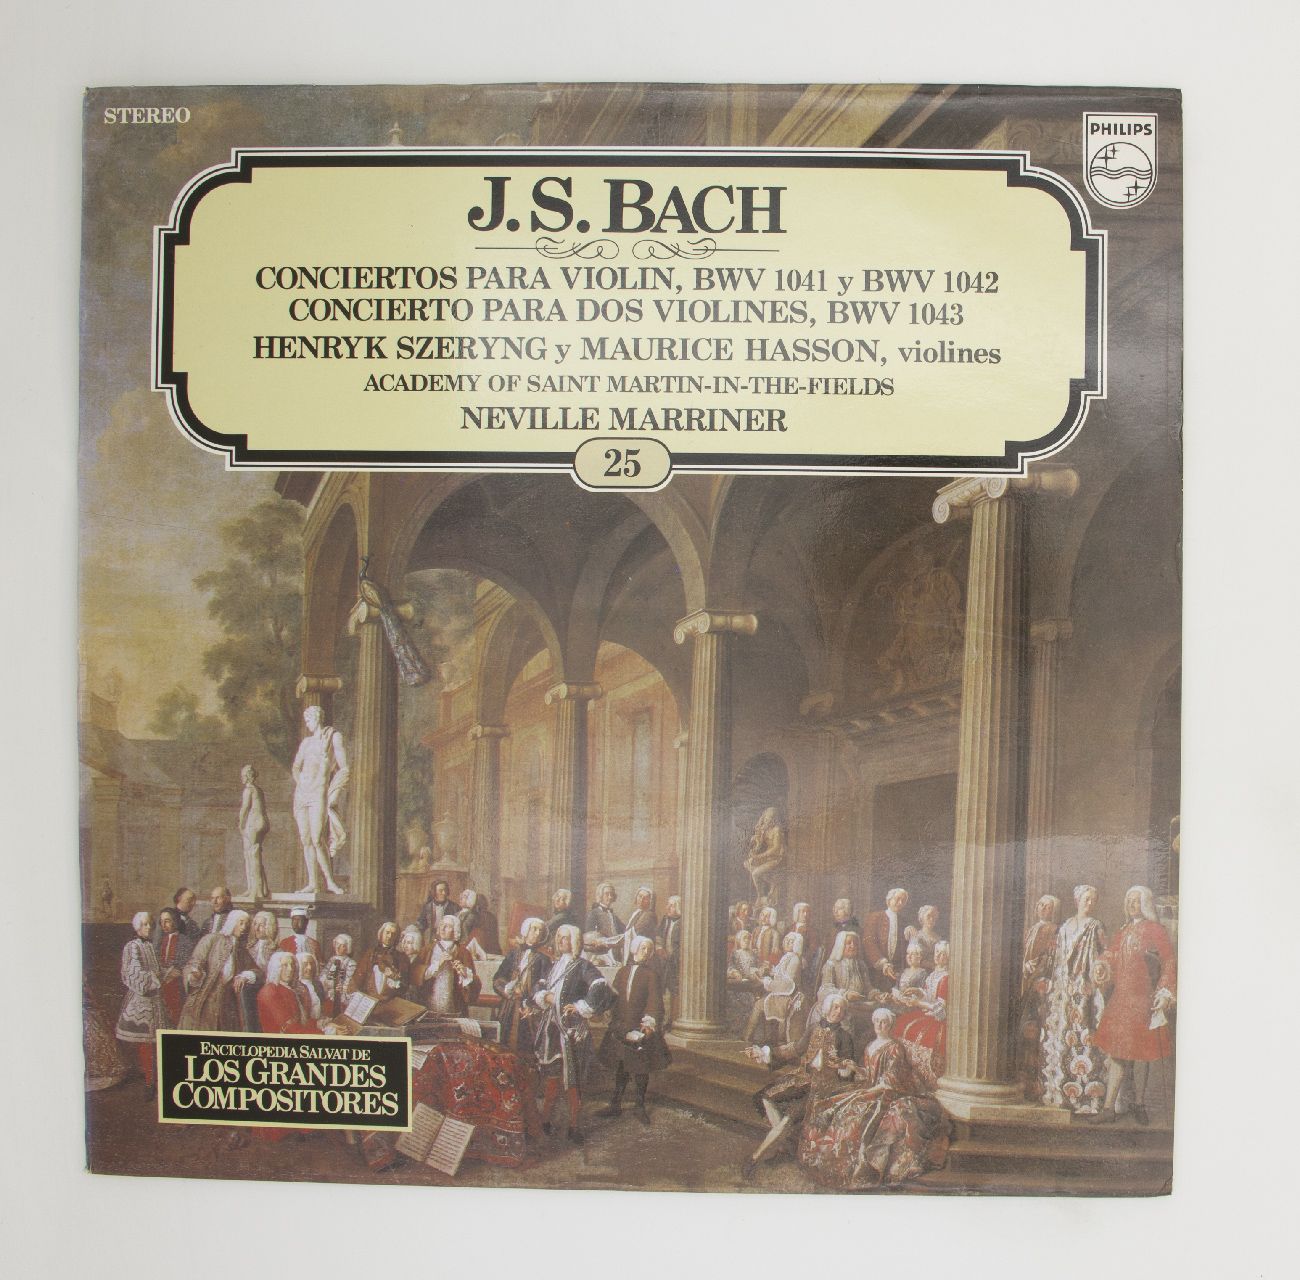 STEREO
PHILIPS
J. S. BACH
CONCIERTOS PARA VIOLIN, BWV 1041 y BWV 1042
CONCIERTO PARA DOS VIOLINES, BWV 1043
HENRYK SZERYNG y MAURICE HASSON, violines
ACADEMY OF SAINT MARTIN-IN-THE-FIELDS
NEVILLE MARRINER
25
ENCICLOPEDIA SALVAT DE
LOS GRANDES
COMPOSITORES